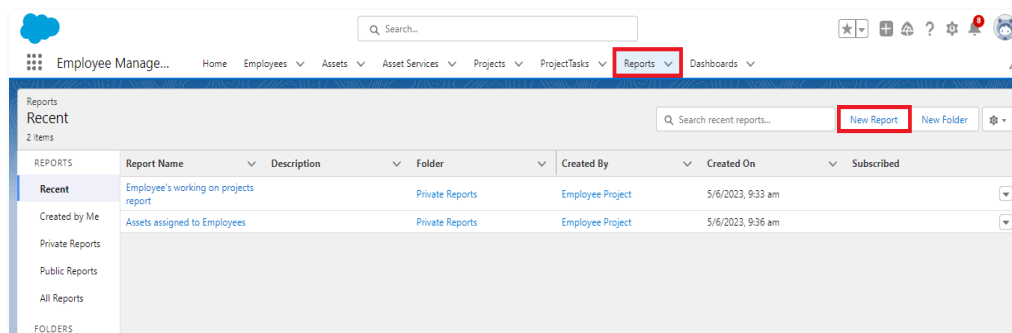 Search...
8
Employee Manage... Home Employees Assets Asset Services Projects ProjectTasks Reports Dashboards
Reports
Recent
2 items
Search recent reports...
New Report New Folder
REPORTS Report Name Description Folder Created By Created On Subscribed
Recent
Employee's working on projects
report
Private Reports Employee Project 5/6/2023, 9:33 am
Created by Me
Assets assigned to Employees Private Reports Employee Project 5/6/2023, 9:36 am
Private Reports
Public Reports
All Reports
FOLDERS